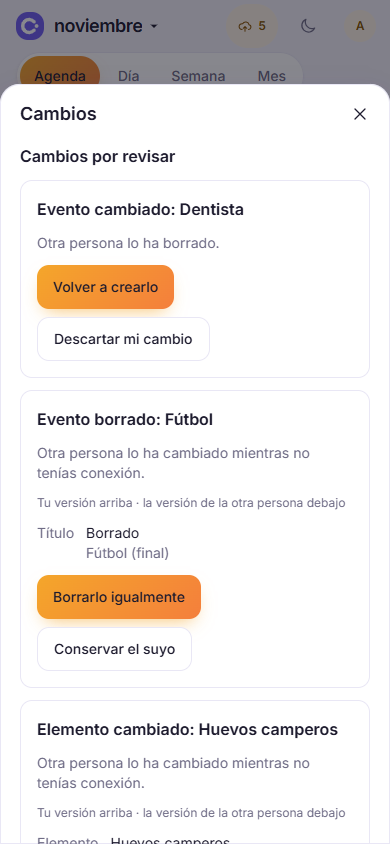 noviembre
5
A
Agenda
Día
Semana
Mes
Cambios
Cambios por revisar
Evento cambiado: Dentista
Otra persona lo ha borrado.
Volver a crearlo
Descartar mi cambio
Evento borrado: Fútbol
Otra persona lo ha cambiado mientras no
tenías conexión.
Tu versión arriba · la versión de la otra persona debajo
Título Borrado
Fútbol (final)
Borrarlo igualmente
Conservar el suyo
Elemento cambiado: Huevos camperos
Otra persona lo ha cambiado mientras no
tenías conexión.
Tu versión arriba · la versión de la otra persona debajo
Elemento Huevos camperos